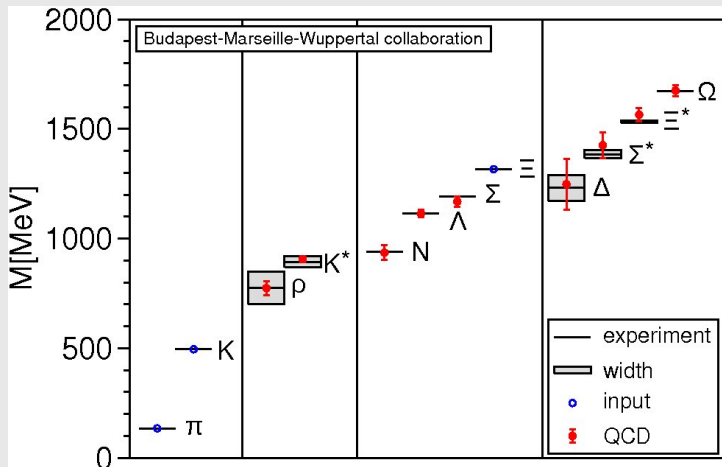 Budapest-Marseille-Wuppertal collaboration
2000
1500
1000
500
0
M[MeV]
π
K
ρ
K*
N
Λ
Σ
Ξ
Δ
Σ*
Ξ*
Ω
experiment
width
input
QCD